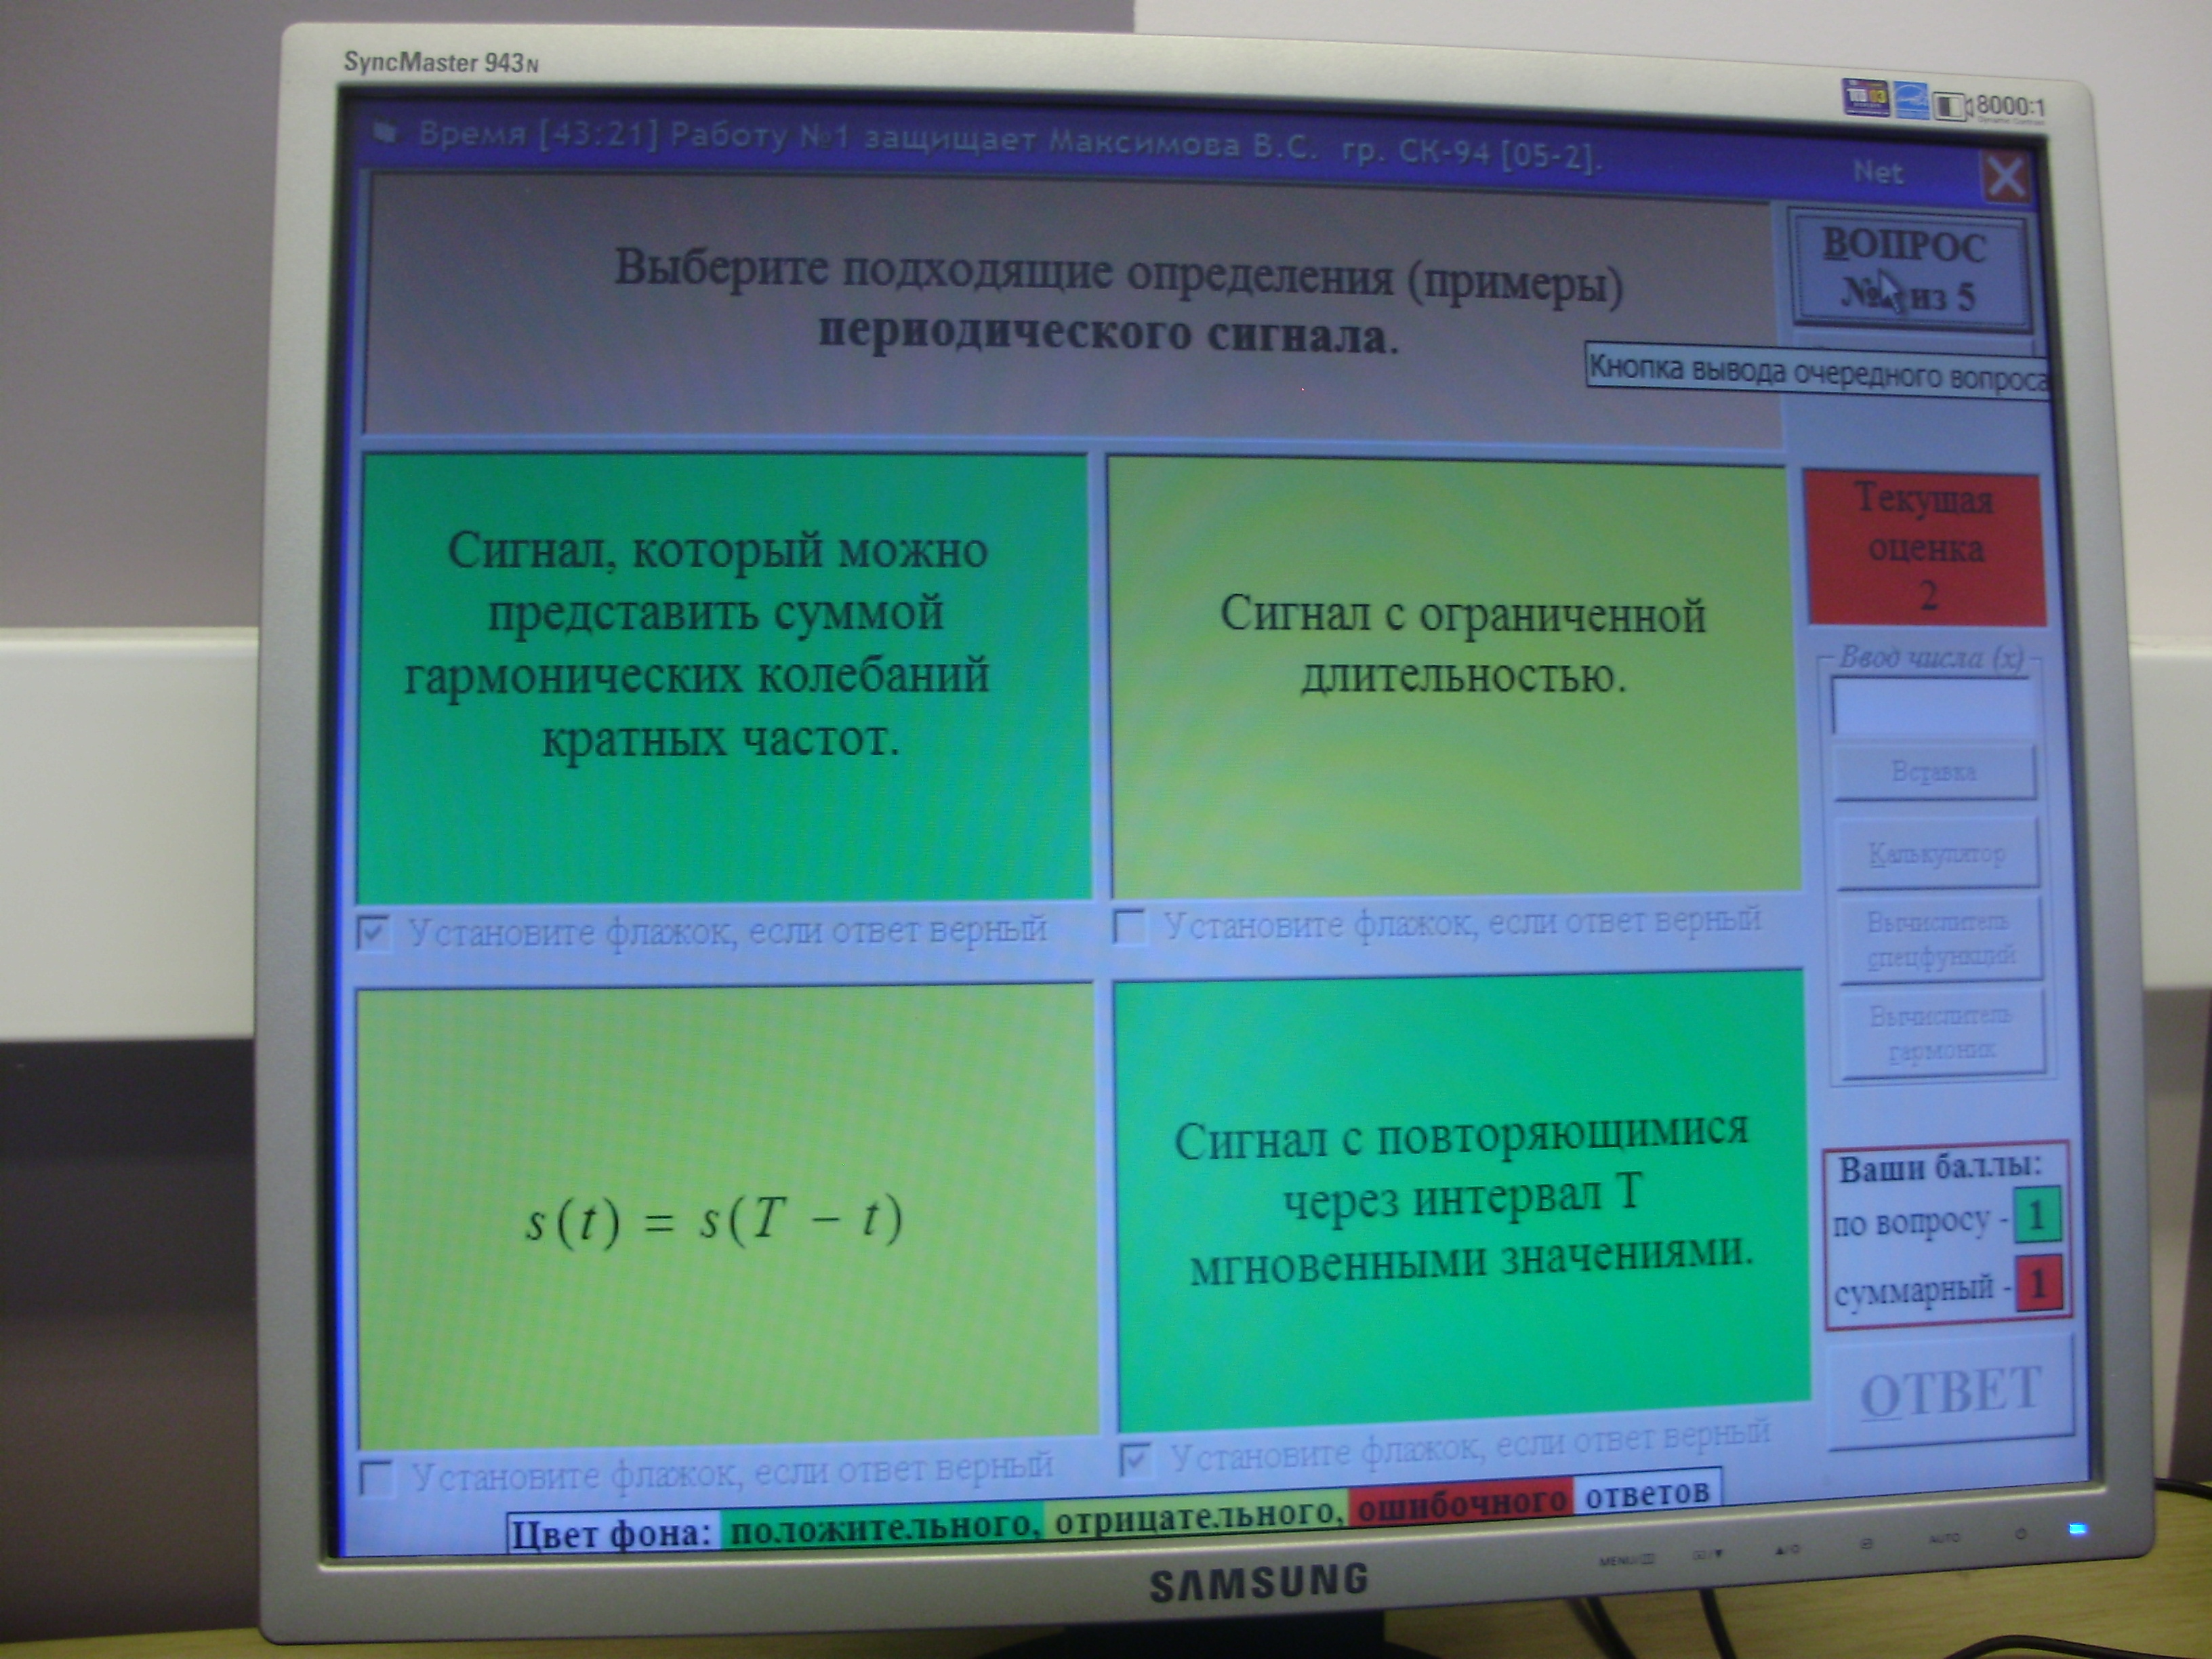 SyncMaster 943N
8000:1
Время [43:21] Работу №1 защищает Максимова В.С. гр. СК-94 [05-2].
Net
Выберите подходящие определения (примеры)
периодического сигнала.
ВОПРОС
№ из 5
Кнопка вывода очередного вопроса
Сигнал, который можно
представить суммой
гармонических колебаний
кратных частот.
Установите флажок, если ответ верный
Сигнал с ограниченной
длительностью.
Установите флажок, если ответ верный
s(t) = s(T - t)
Установите флажок, если ответ верный
Сигнал с повторяющимися
через интервал Т
мгновенными значениями.
Установите флажок, если ответ верный
Текущая
оценка
2
Ввод числа (x)
Вставка
Калькулятор
Вычислитель
спецфункций
Вычислитель
гармоник
Ваши баллы:
по вопросу - 1
суммарный - 1
ОТВЕТ
Цвет фона: положительного, отрицательного, ошибочного ответов
SAMSUNG
MENU
AUTO